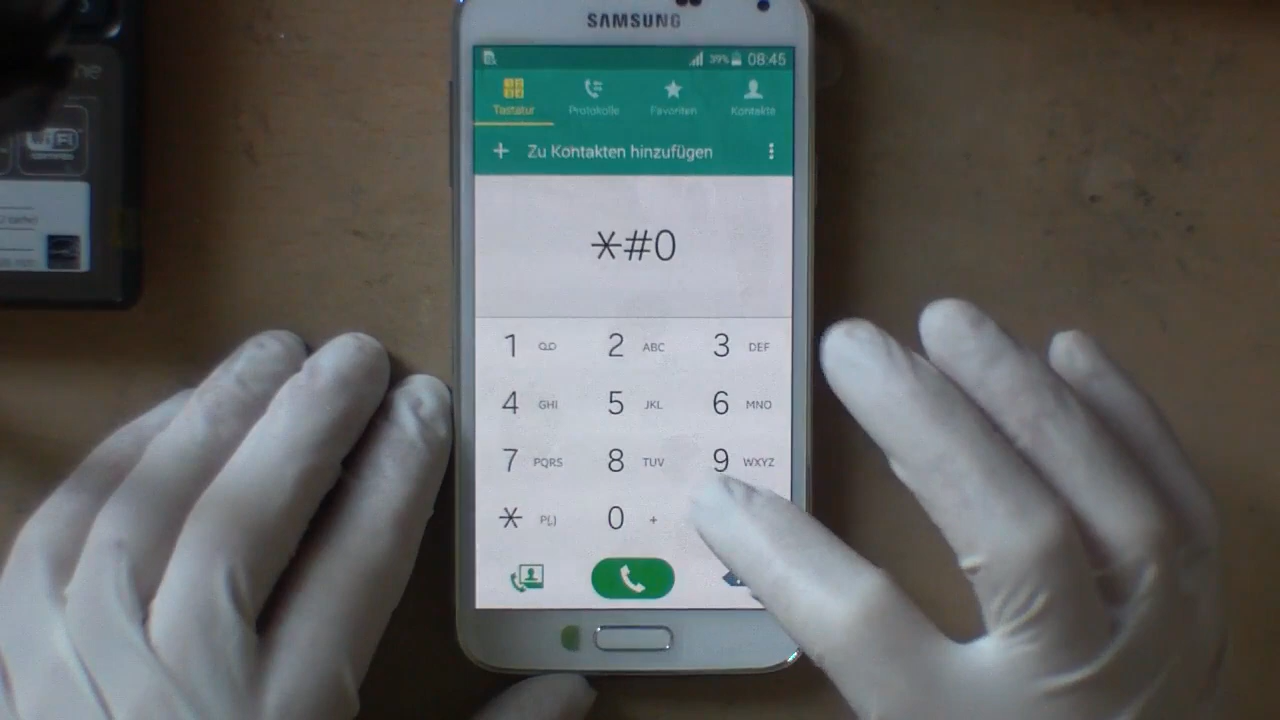 SAMSUNG
39% 08:45
Tastatur Protokolle Favoriten Kontakte
+ Zu Kontakten hinzufügen
*#0
1 2 ABC 3 DEF
4 GHI 5 JKL 6 MNO
7 PQRS 8 TUV 9 WXYZ
* P(,) 0 +
WiFi